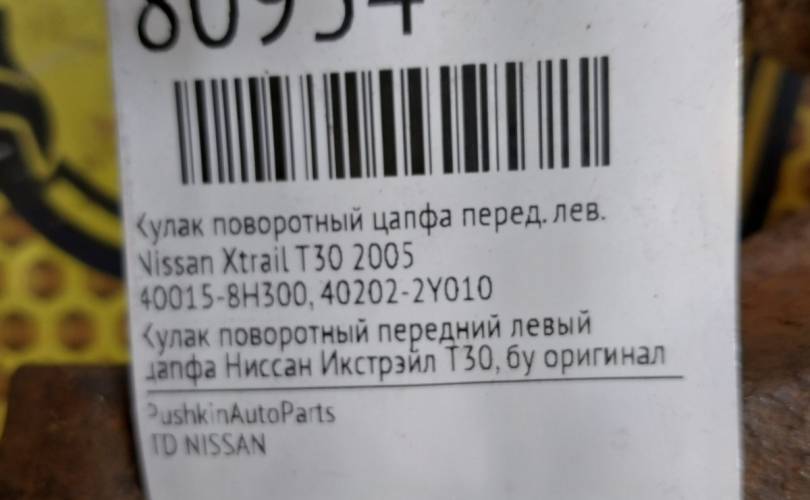 80954
Кулак поворотный цапфа перед. лев.
Nissan Xtrail T30 2005
40015-8H300, 40202-2Y010
Кулак поворотный передний левый
цапфа Ниссан Икстрэйл Т30, бу оригинал
PushkinAutoParts
TD NISSAN